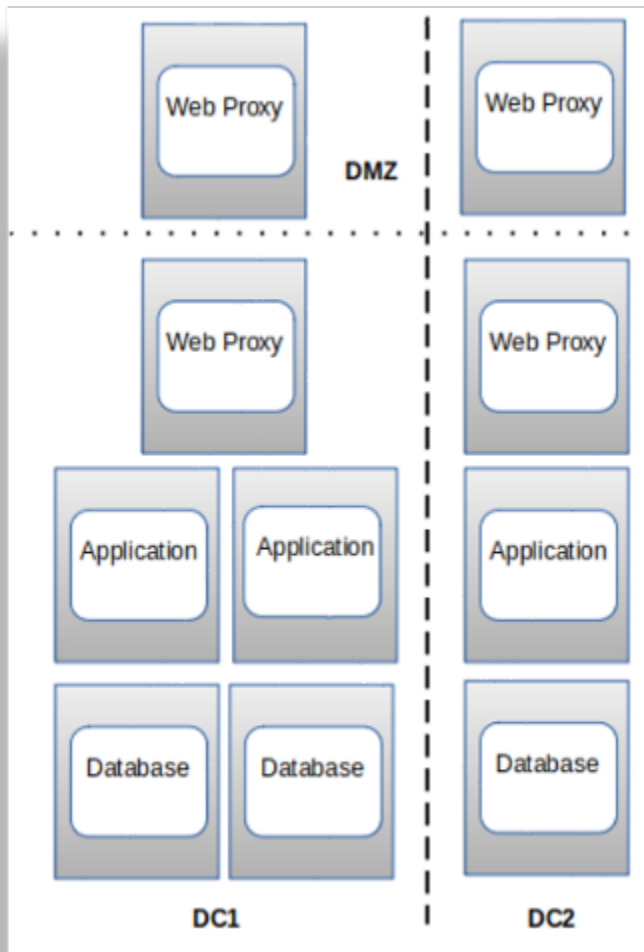 Web Proxy
Web Proxy
DMZ
Web Proxy
Web Proxy
Application
Application
Application
Database
Database
Database
DC1
DC2